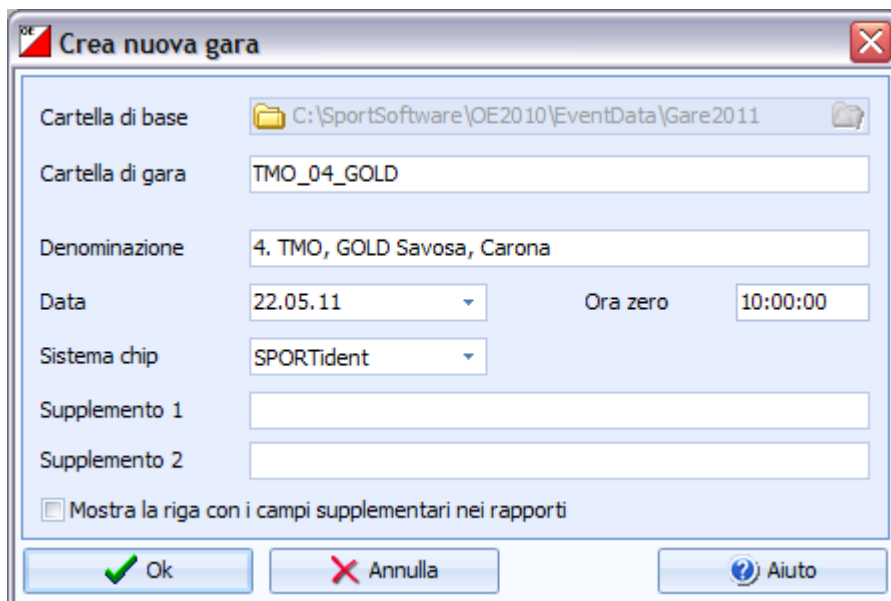 OE
Crea nuova gara
Cartella di base C:\SportSoftware\OE2010\EventData\Gare2011
Cartella di gara TMO_04_GOLD
Denominazione 4. TMO, GOLD Savosa, Carona
Data 22.05.11 Ora zero 10:00:00
Sistema chip SPORTident
Supplemento 1
Supplemento 2
Mostra la riga con i campi supplementari nei rapporti
Ok Annulla Aiuto